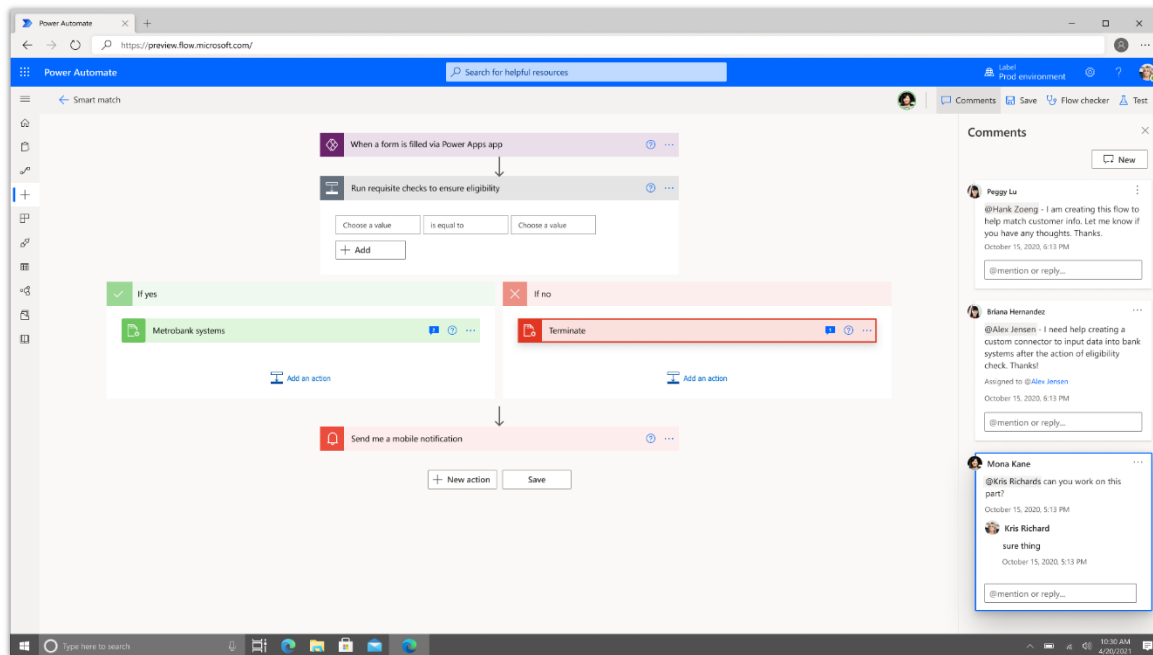 Power Automate
https://preview.flow.microsoft.com/
Power Automate
Search for helpful resources
Label
Prod environment
Smart match
Comments
Save
Flow checker
Test
When a form is filled via Power Apps app
Run requisite checks to ensure eligibility
Choose a value
is equal to
Choose a value
Add
If yes
If no
Metrobank systems
Terminate
Add an action
Add an action
Send me a mobile notification
New action
Save
Comments
New
Peggy Lu
@Hank Zoeng - I am creating this flow to
help match customer info. Let me know if
you have any thoughts. Thanks.
October 15, 2020, 6:13 PM
@mention or reply...
Briana Hernandez
@Alex Jensen - I need help creating a
custom connector to input data into bank
systems after the action of eligibility
check. Thanks!
Assigned to @Alex Jensen
October 15, 2020, 6:13 PM
@mention or reply...
Mona Kane
@Kris Richards can you work on this
part?
October 15, 2020, 5:13 PM
Kris Richard
sure thing
October 15, 2020, 5:13 PM
@mention or reply...
Type here to search
10:30 AM
4/20/2021